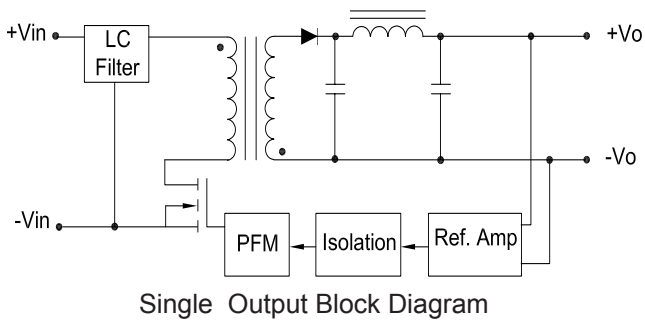 +Vin
LC
Filter
+Vo
-Vo
-Vin
PFM
Isolation
Ref. Amp
Single Output Block Diagram